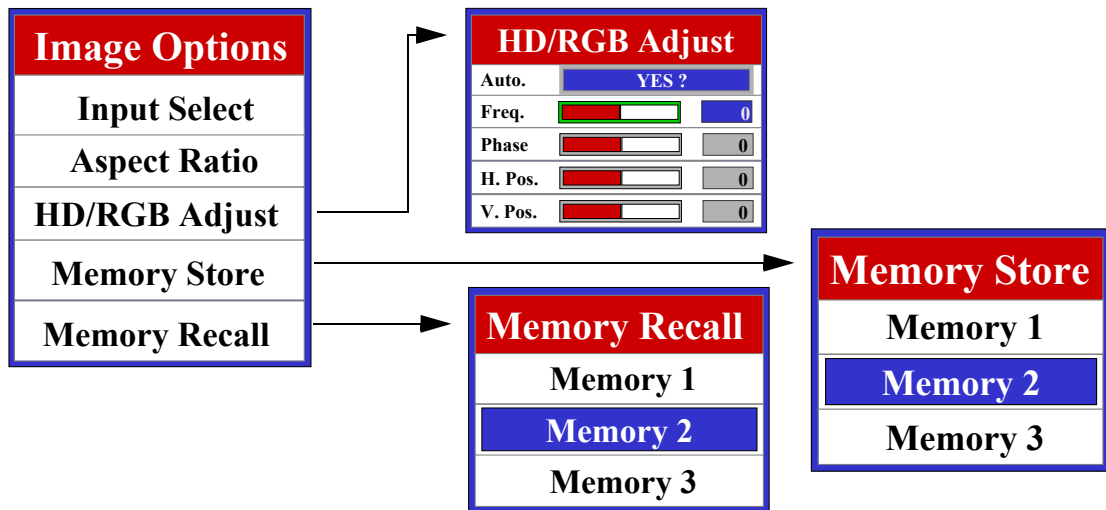 Image Options
Input Select
Aspect Ratio
HD/RGB Adjust
Memory Store
Memory Recall
HD/RGB Adjust
Auto. YES ?
Freq. 0
Phase 0
H. Pos. 0
V. Pos. 0
Memory Recall
Memory 1
Memory 2
Memory 3
Memory Store
Memory 1
Memory 2
Memory 3